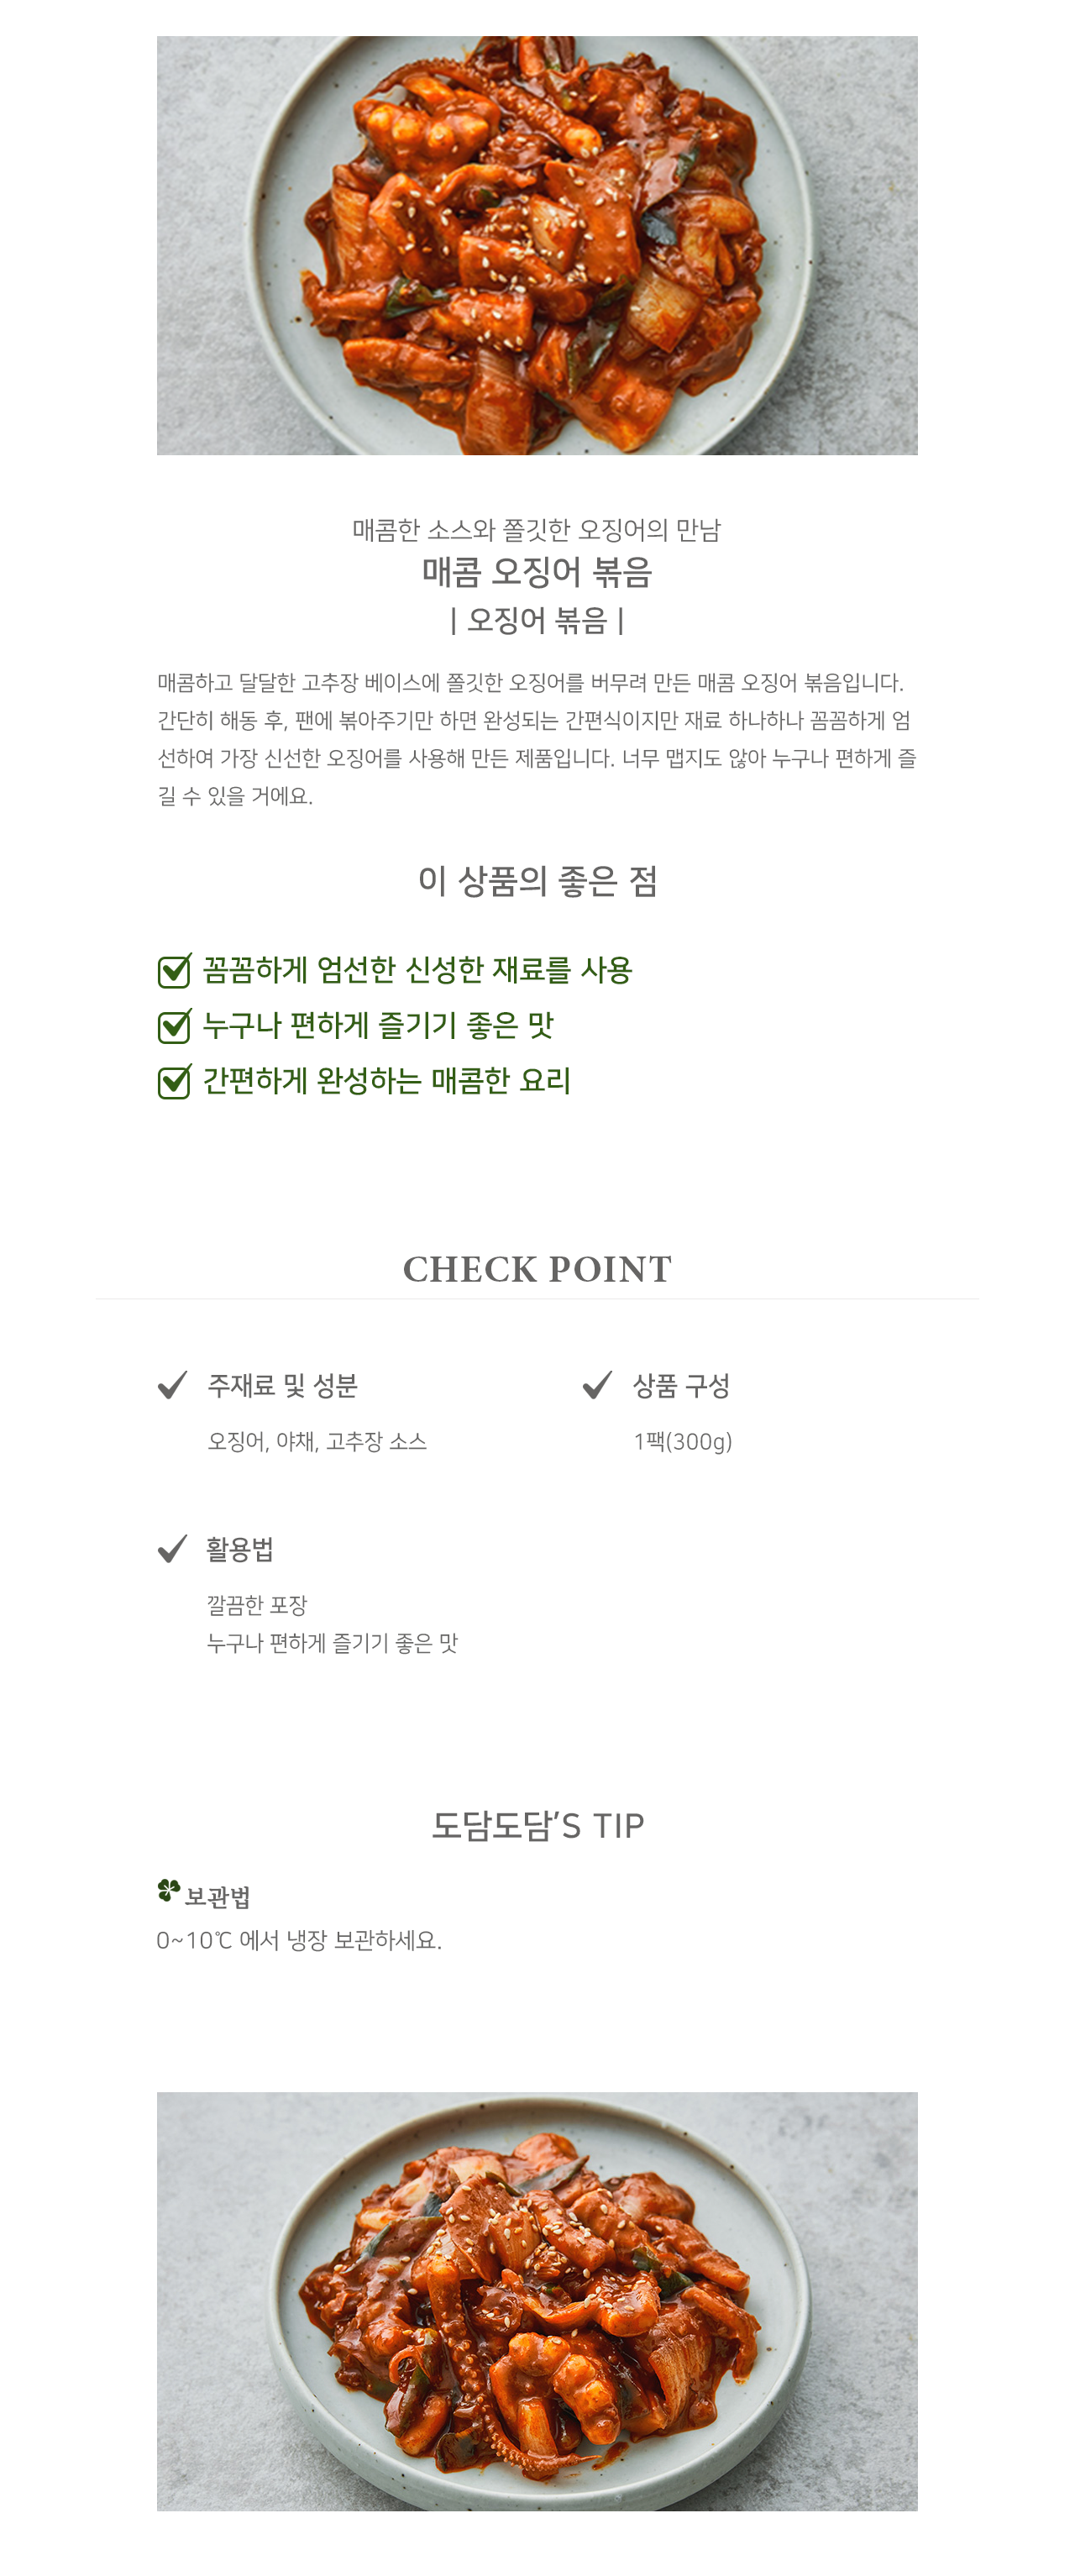 매콤한 소스와 쫄깃한 오징어의 만남
매콤 오징어 볶음
| 오징어 볶음 |
매콤하고 달달한 고추장 베이스에 쫄깃한 오징어를 버무려 만든 매콤 오징어 볶음입니다.
간단히 해동 후, 팬에 볶아주기만 하면 완성되는 간편식이지만 재료 하나하나 꼼꼼하게 엄
선하여 가장 신선한 오징어를 사용해 만든 제품입니다. 너무 맵지도 않아 누구나 편하게 즐
길 수 있을 거에요.
이 상품의 좋은 점
꼼꼼하게 엄선한 신성한 재료를 사용
누구나 편하게 즐기기 좋은 맛
간편하게 완성하는 매콤한 요리
CHECK POINT
주재료 및 성분
오징어, 야채, 고추장 소스
상품 구성
1팩(300g)
활용법
깔끔한 포장
누구나 편하게 즐기기 좋은 맛
도담도담’S TIP
보관법
0~10℃ 에서 냉장 보관하세요.